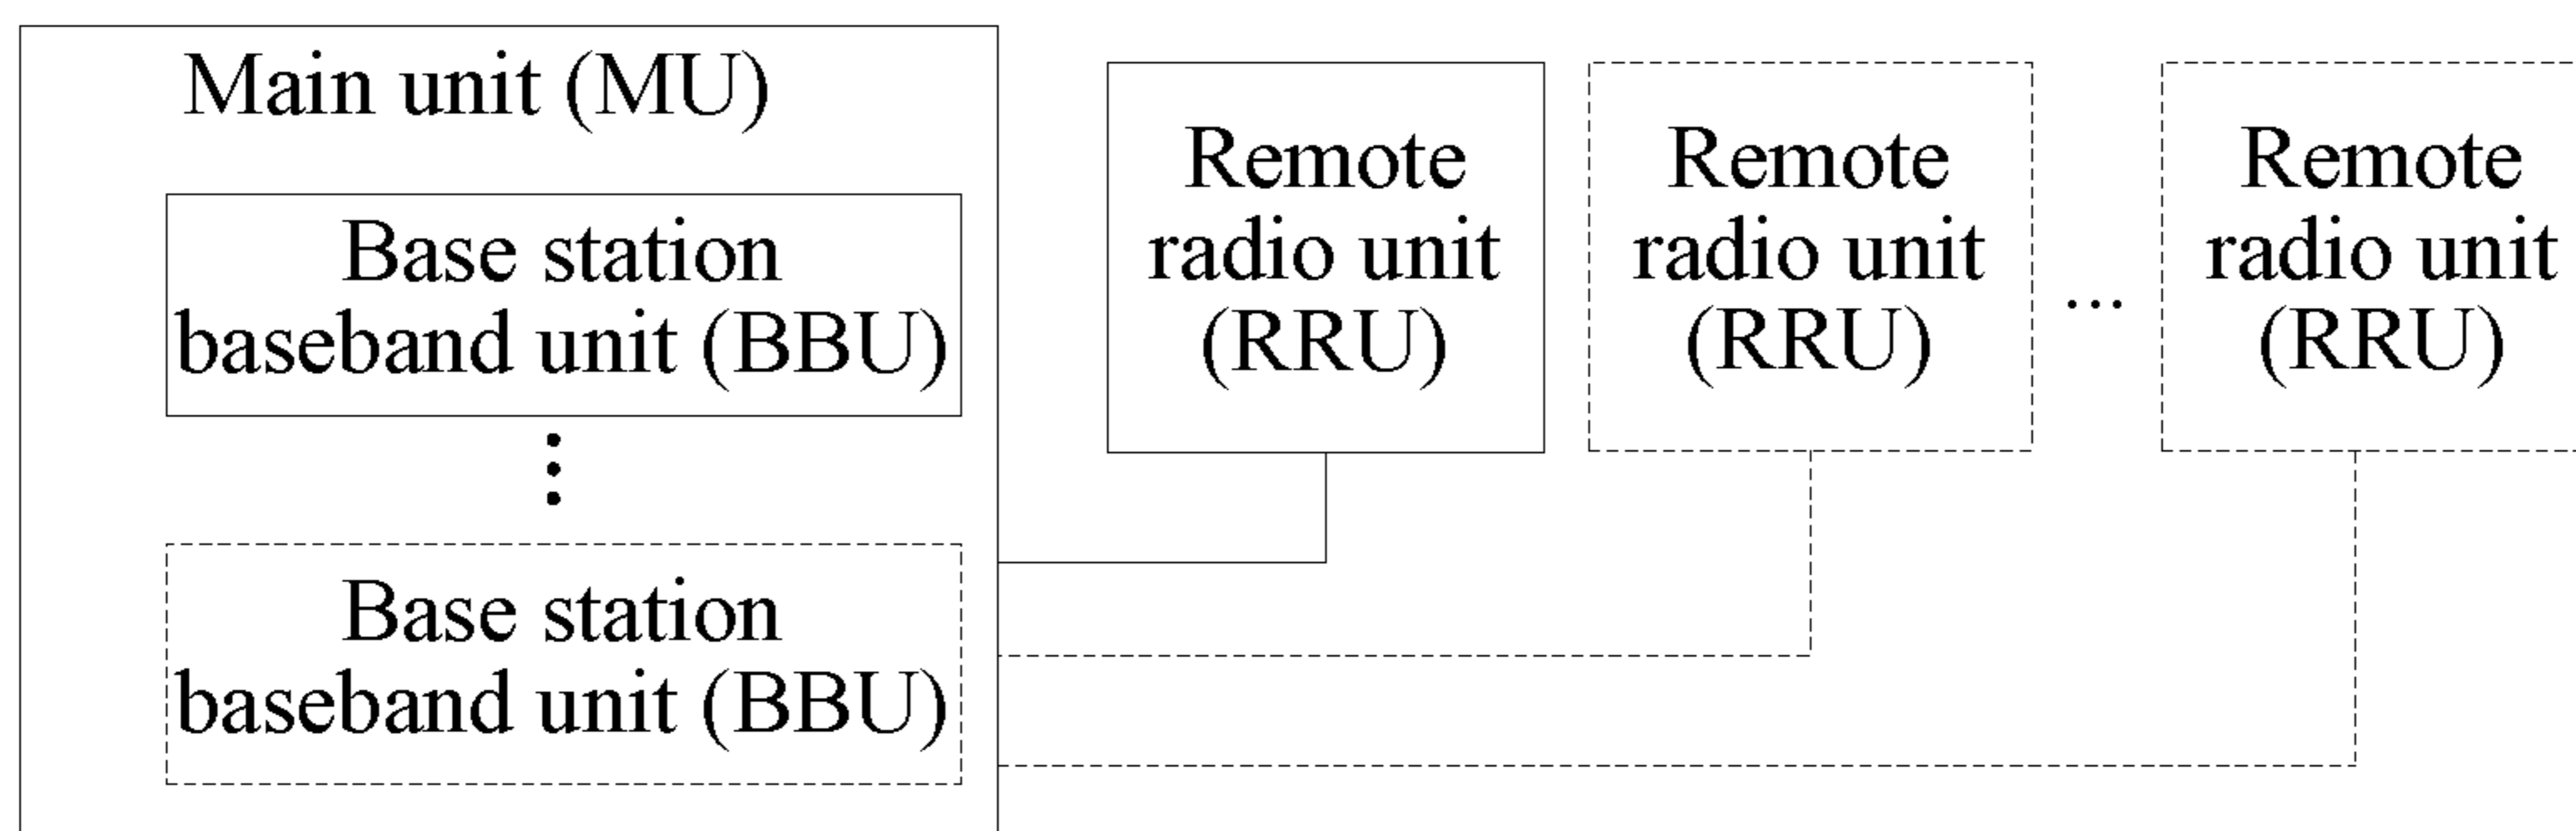 Main unit (MU)
Base station
baseband unit (BBU)
⋮
Base station
baseband unit (BBU)
Remote
radio unit
(RRU)
Remote
radio unit
(RRU)
...
Remote
radio unit
(RRU)